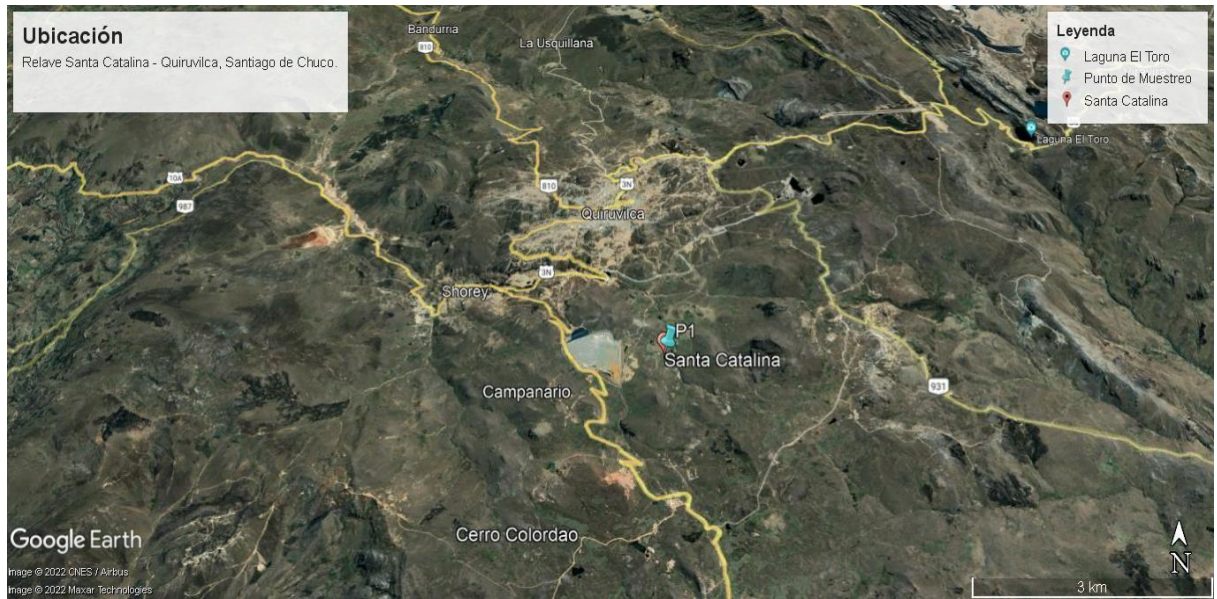 Ubicación
Relave Santa Catalina - Quiruvilca, Santiago de Chuco.
Leyenda
Laguna El Toro
Punto de Muestreo
Santa Catalina
Bandurria
810
La Usquillana
Laguna El Toro
10A
987
810
3N
Quiruvilca
3N
Shorey
P1
Santa Catalina
Campanario
931
Cerro Colordao
Google Earth
Image © 2022 CNES / Airbus
Image © 2022 Maxar Technologies
N
3 km